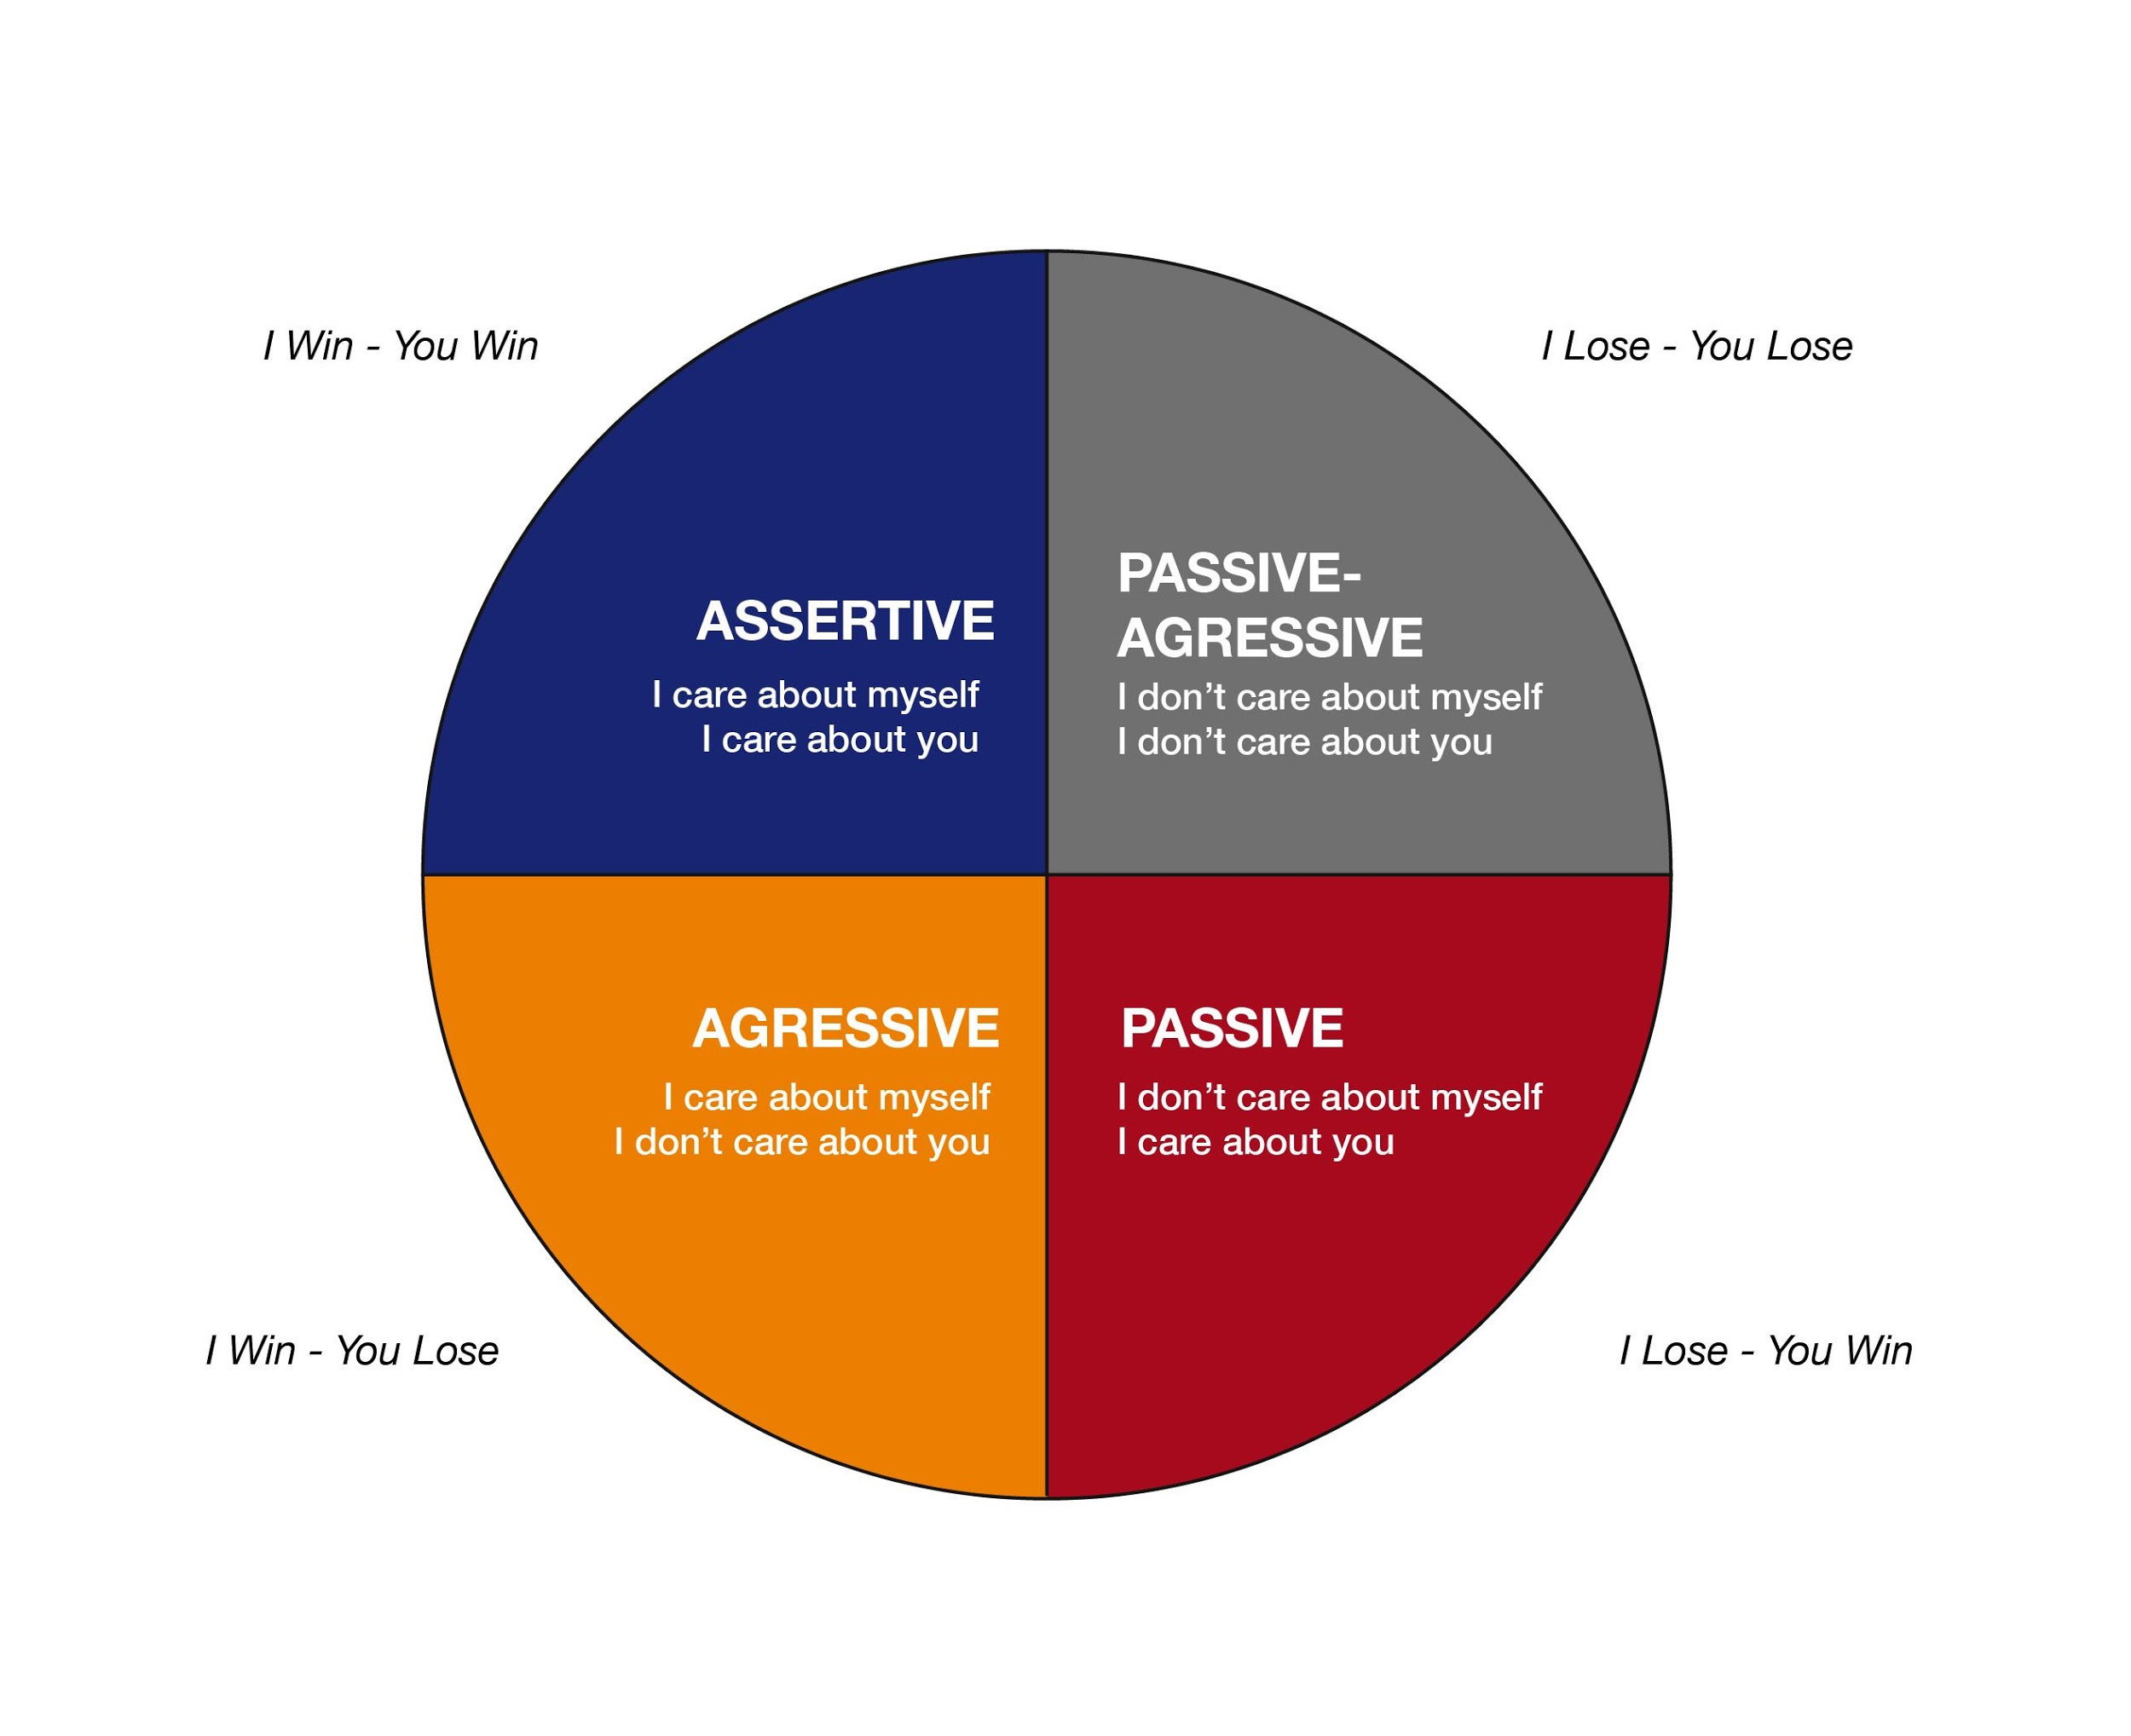 I Win - You Win
I Lose - You Lose
ASSERTIVE
I care about myself
I care about you
PASSIVE-
AGRESSIVE
I don’t care about myself
I don’t care about you
AGRESSIVE
I care about myself
I don’t care about you
PASSIVE
I don’t care about myself
I care about you
I Win - You Lose
I Lose - You Win